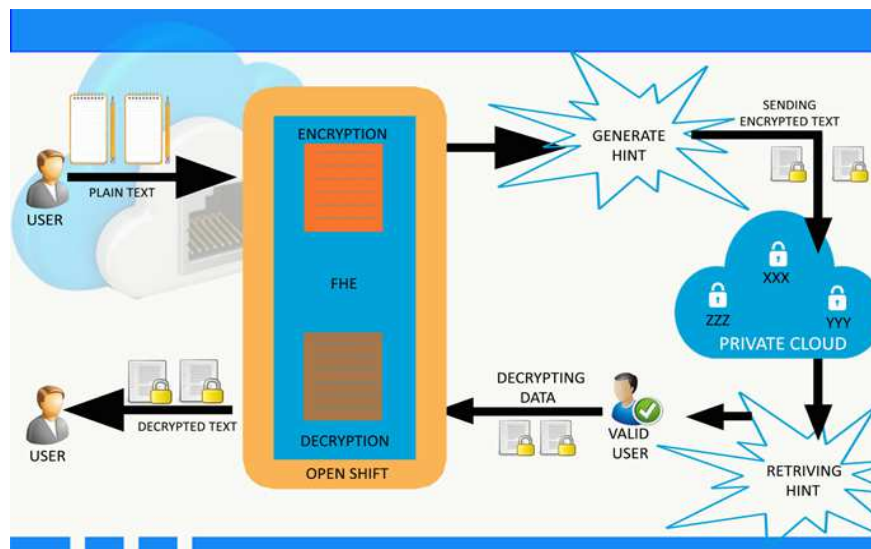 ENCRYPTION
GENERATE
HINT
SENDING
ENCRYPTED TEXT
PLAIN TEXT
USER
FHE
XXX
ZZZ
YYY
PRIVATE CLOUD
DECRYPTING
DATA
DECRYPTED TEXT
USER
DECRYPTION
OPEN SHIFT
VALID
USER
RETRIVING
HINT